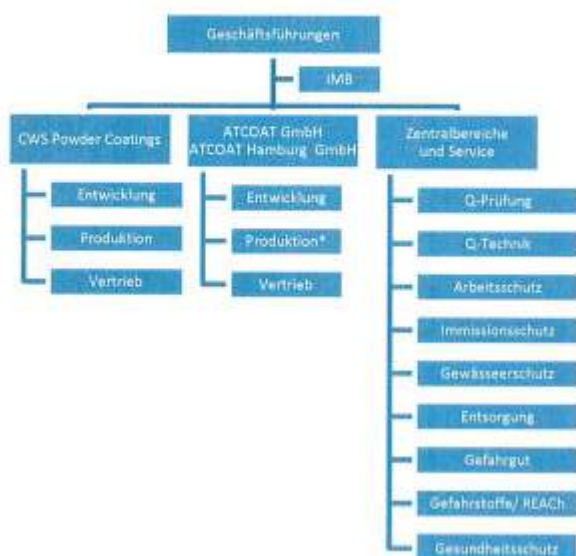 Geschäftsführungen
IMB
CWS Powder Coatings
ATCOAT GmbH
ATCOAT Hamburg GmbH
Zentralbereiche
und Service
Entwicklung
Produktion
Vertrieb
Entwicklung
Produktion*
Vertrieb
Q-Prüfung
Q-Technik
Arbeitsschutz
Immissionsschutz
Gewässerschutz
Entsorgung
Gefahrgut
Gefahrstoffe/ REACh
Gesundheitsschutz